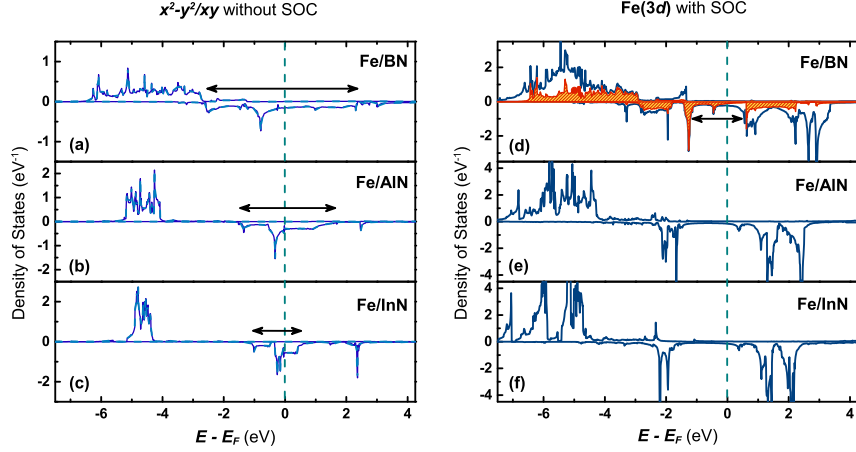 x²-y²/xy without SOC
Fe(3d) with SOC
Density of States (eV⁻¹)
1
0
-1
Fe/BN
(a)
2
1
0
-1
-2
Fe/AlN
(b)
2
0
-2
Fe/InN
(c)
-6 -4 -2 0 2 4
E - E_F (eV)
Density of States (eV⁻¹)
2
0
-2
Fe/BN
(d)
4
2
0
-2
-4
Fe/AlN
(e)
4
2
0
-2
-4
Fe/InN
(f)
-6 -4 -2 0 2 4
E - E_F (eV)